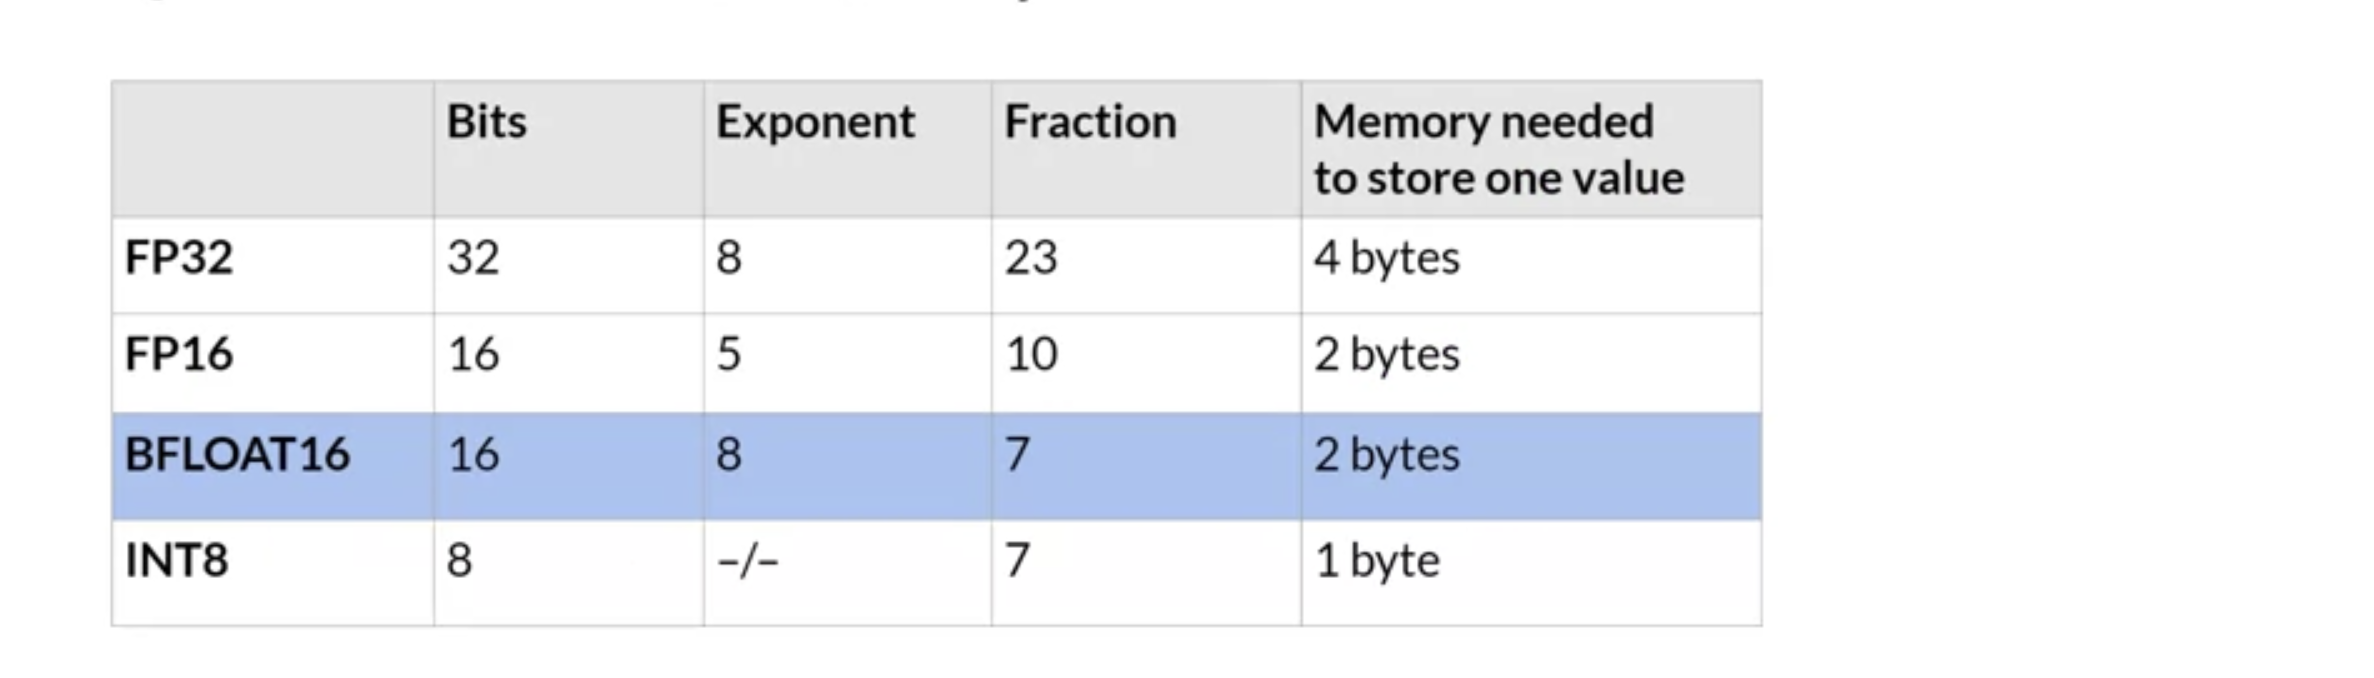 Bits Exponent Fraction Memory needed
to store one value
FP32 32 8 23 4 bytes
FP16 16 5 10 2 bytes
BFLOAT16 16 8 7 2 bytes
INT8 8 –/– 7 1 byte